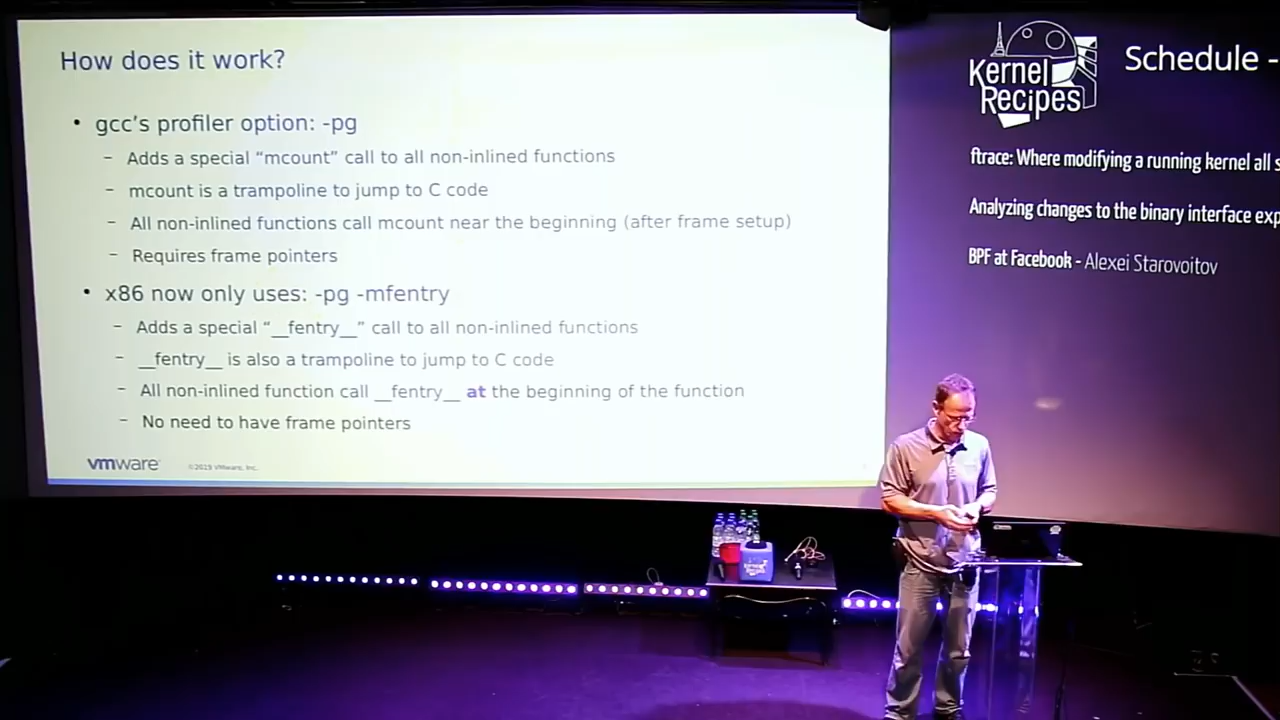 How does it work?
• gcc’s profiler option: -pg
– Adds a special “mcount” call to all non-inlined functions
– mcount is a trampoline to jump to C code
– All non-inlined functions call mcount near the beginning (after frame setup)
– Requires frame pointers
• x86 now only uses: -pg -mfentry
– Adds a special “__fentry__” call to all non-inlined functions
– __fentry__ is also a trampoline to jump to C code
– All non-inlined function call __fentry__ at the beginning of the function
– No need to have frame pointers
vmware
©2019 VMware, Inc.
Kernel
Recipes
Schedule -
ftrace: Where modifying a running kernel all s
Analyzing changes to the binary interface exp
BPF at Facebook - Alexei Starovoitov